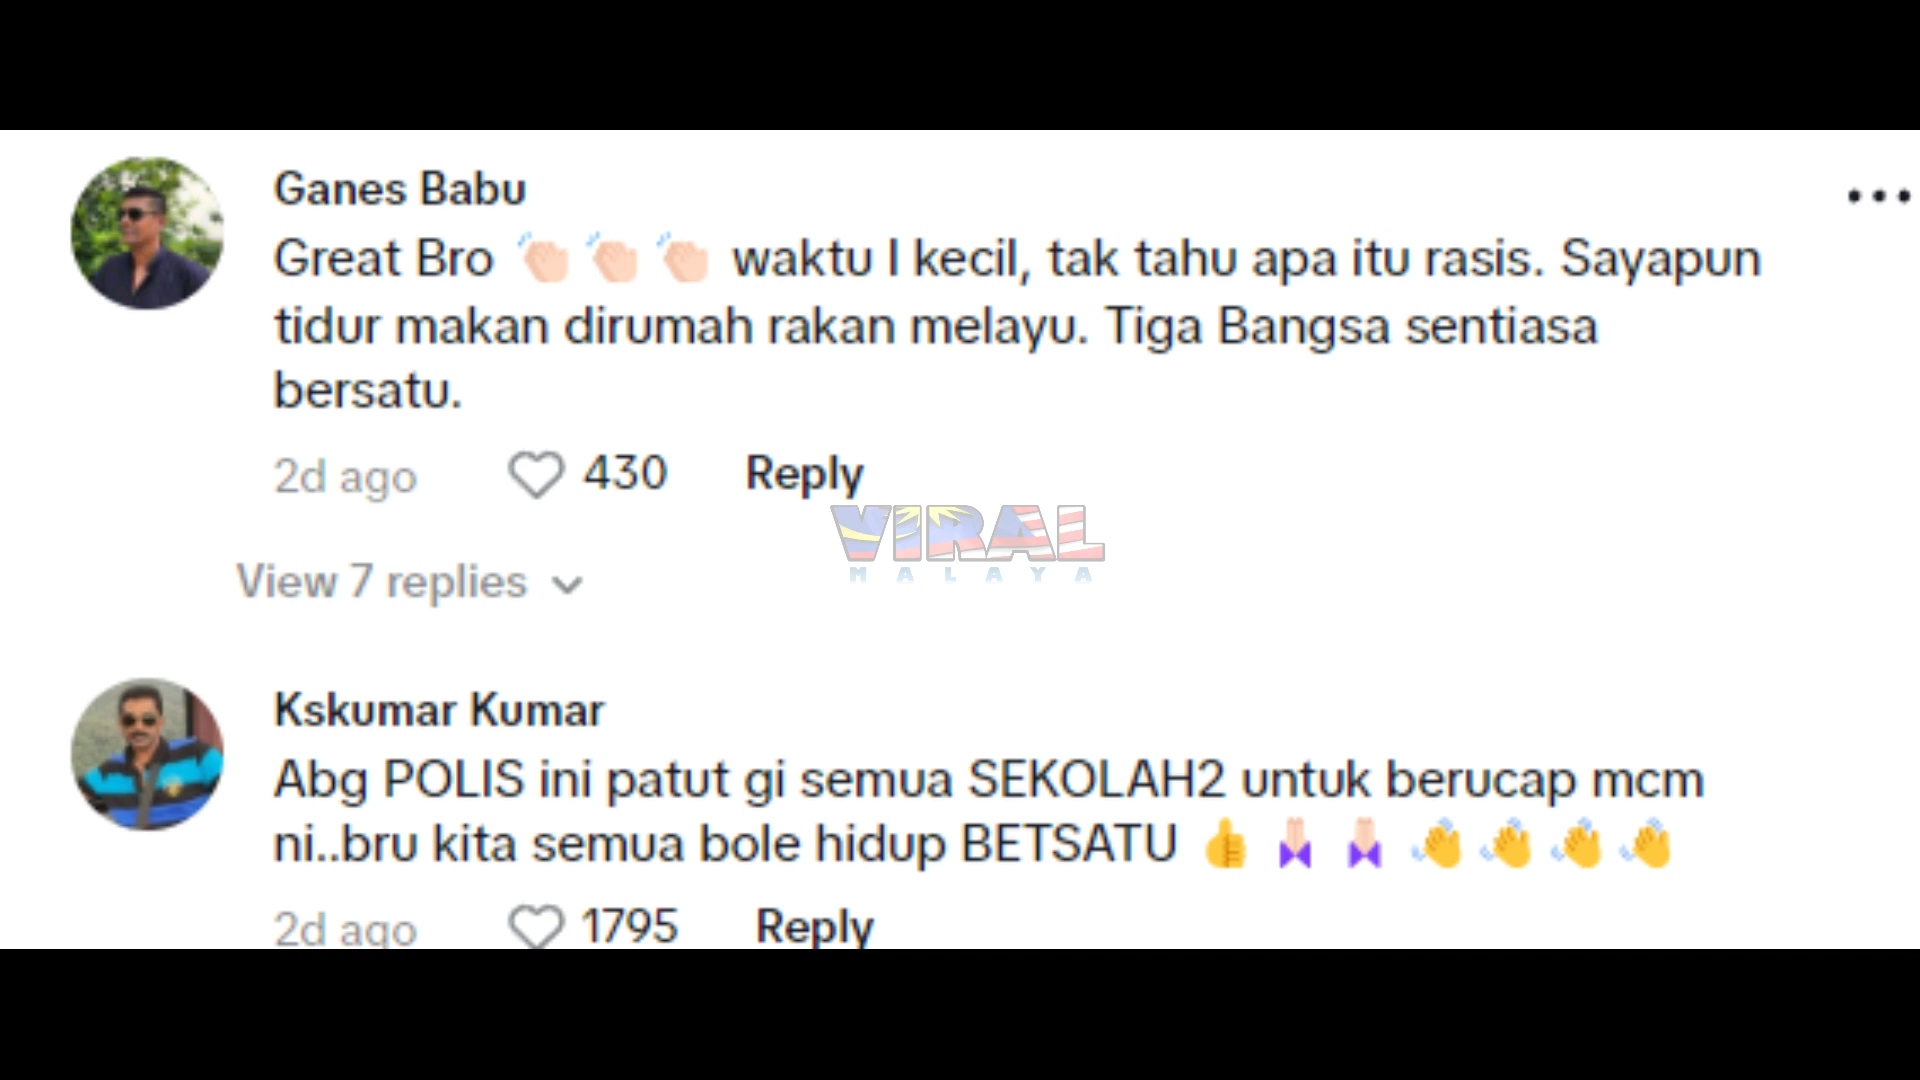 Ganes Babu
Great Bro 👏🏻👏🏻👏🏻 waktu I kecil, tak tahu apa itu rasis. Sayapun
tidur makan dirumah rakan melayu. Tiga Bangsa sentiasa
bersatu.
2d ago 430 Reply
VIRAL
MALAYA
View 7 replies
Kskumar Kumar
Abg POLIS ini patut gi semua SEKOLAH2 untuk berucap mcm
ni..bru kita semua bole hidup BETSATU 👍🙏🏻🙏🏻👋👋👋👋
2d ago 1795 Reply